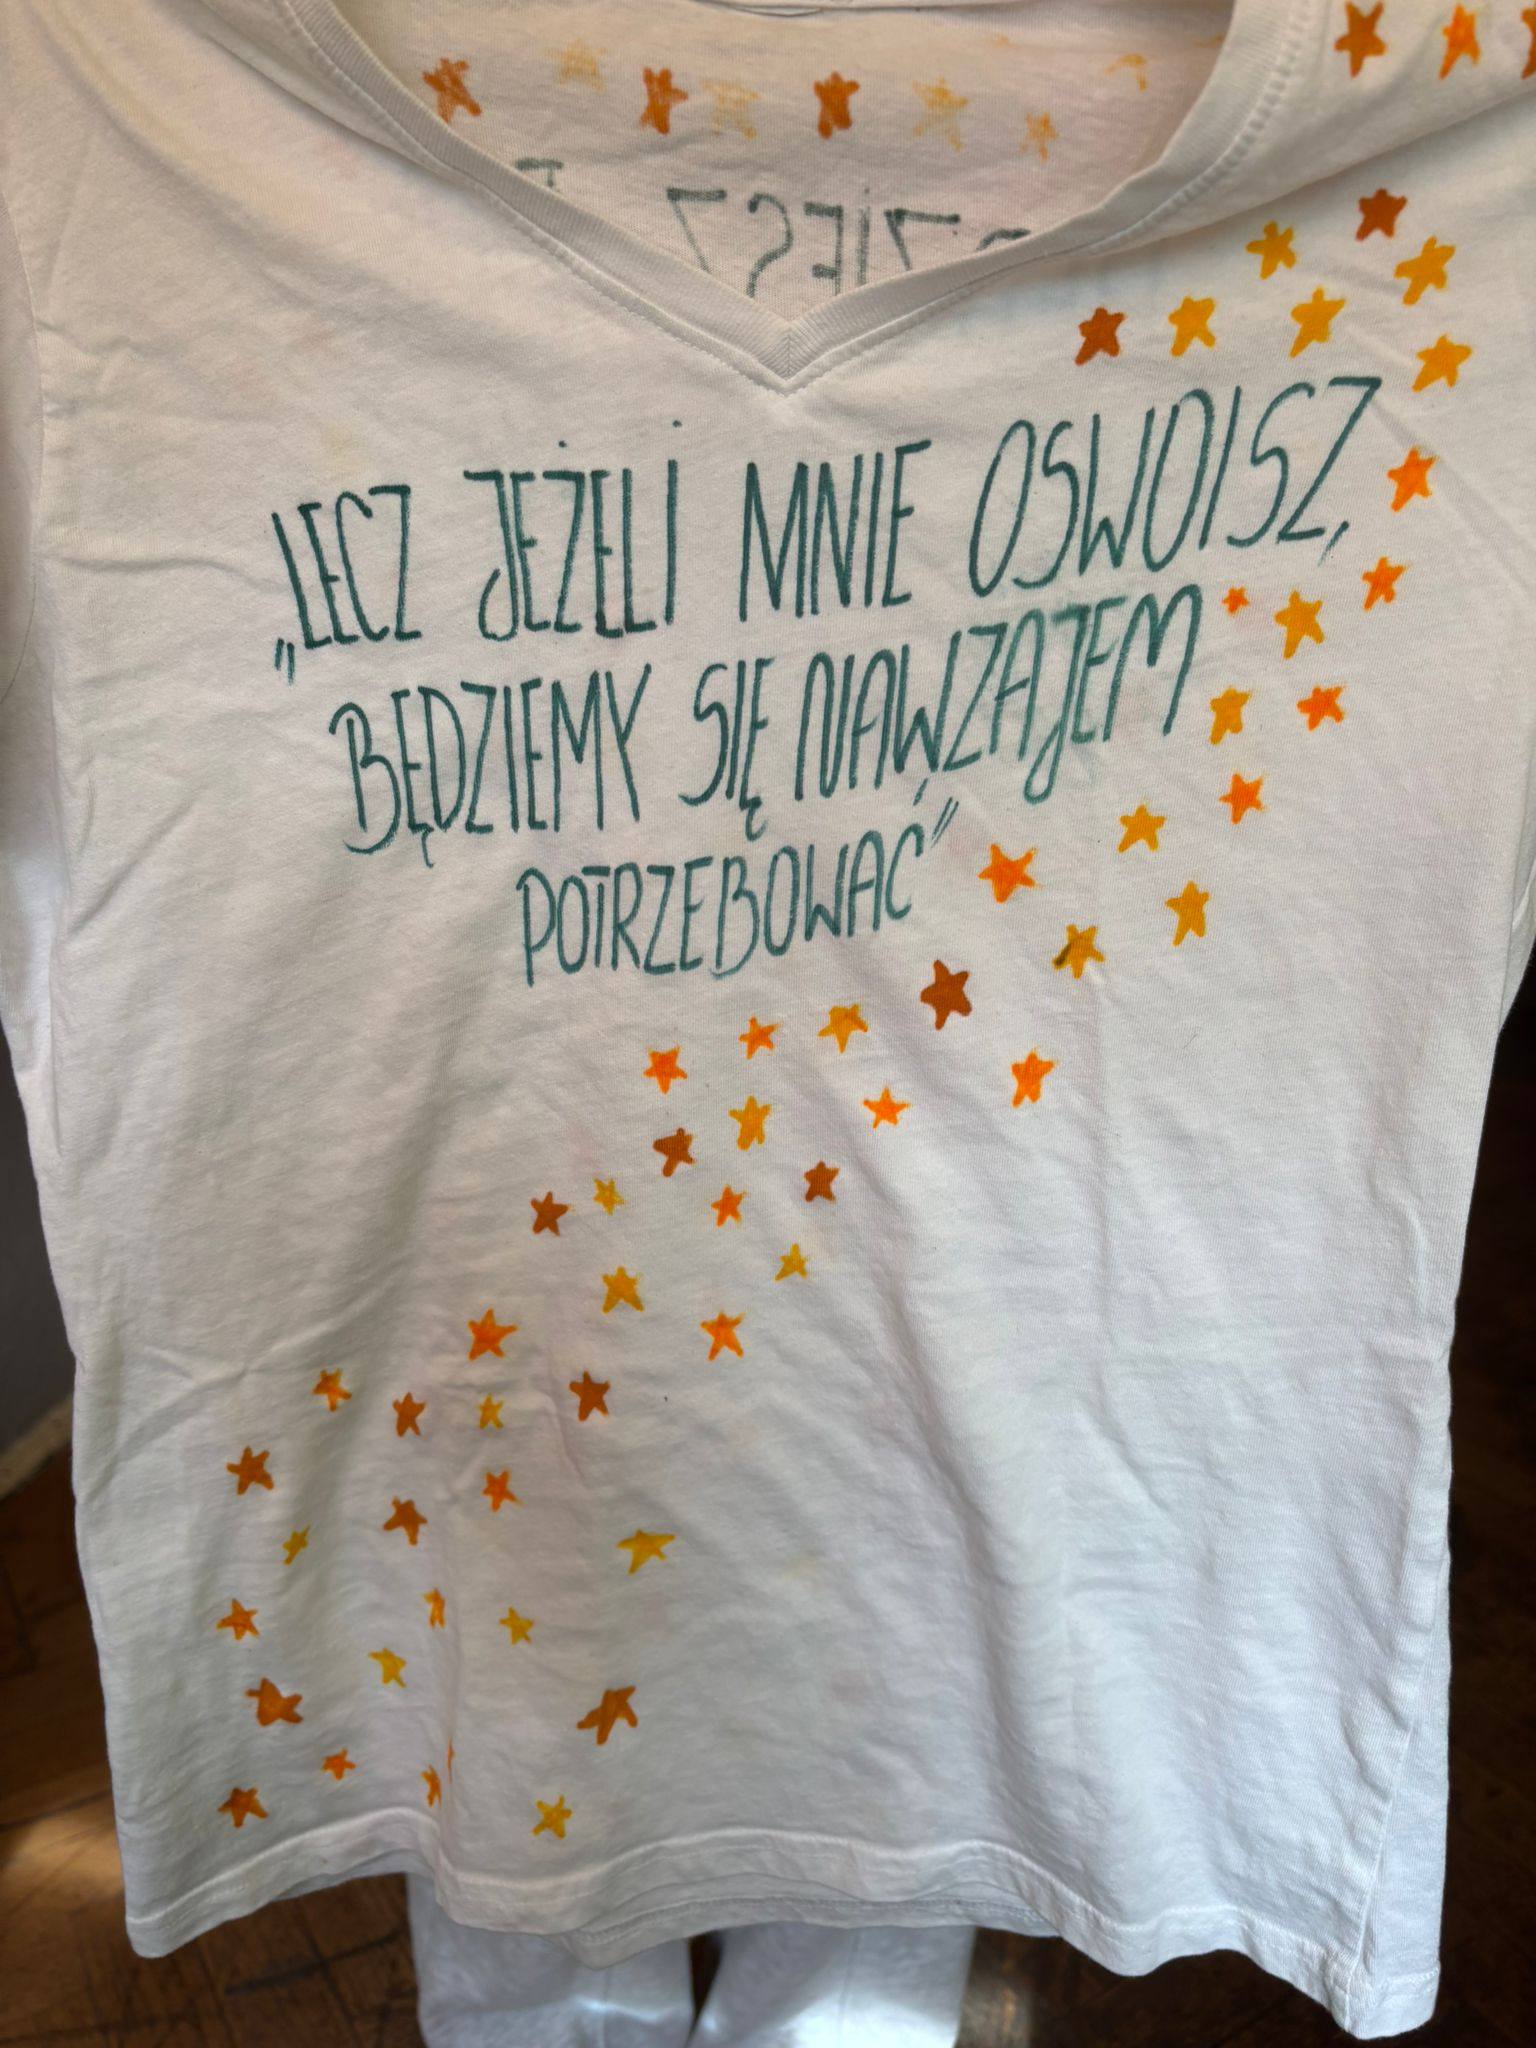 „LECZ JEŻELI MNIE OSWOISZ,
BĘDZIEMY SIĘ NAWZAJEM
POTRZEBOWAĆ”